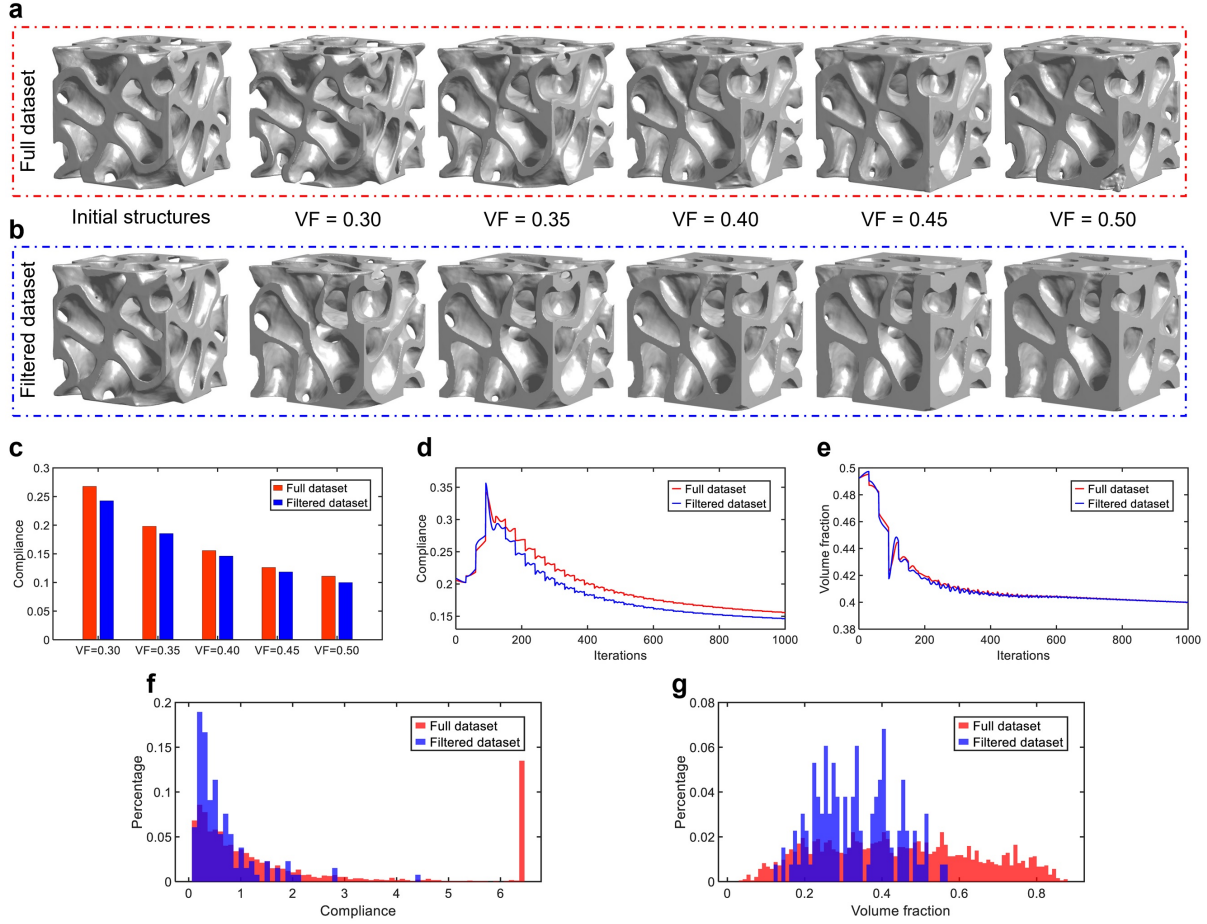 a
Full dataset
Initial structures
VF = 0.30
VF = 0.35
VF = 0.40
VF = 0.45
VF = 0.50
b
Filtered dataset
c
0.3
0.25
0.2
0.15
0.1
0.05
0
Compliance
VF=0.30
VF=0.35
VF=0.40
VF=0.45
VF=0.50
Full dataset
Filtered dataset
d
0.35
0.3
0.25
0.2
0.15
Compliance
0
200
400
600
800
1000
Iterations
Full dataset
Filtered dataset
e
0.5
0.48
0.46
0.44
0.42
0.4
0.38
Volume fraction
0
200
400
600
800
1000
Iterations
Full dataset
Filtered dataset
f
0.2
0.15
0.1
0.05
0
Percentage
0
1
2
3
4
5
6
Compliance
Full dataset
Filtered dataset
g
0.08
0.06
0.04
0.02
0
Percentage
0
0.2
0.4
0.6
0.8
Volume fraction
Full dataset
Filtered dataset